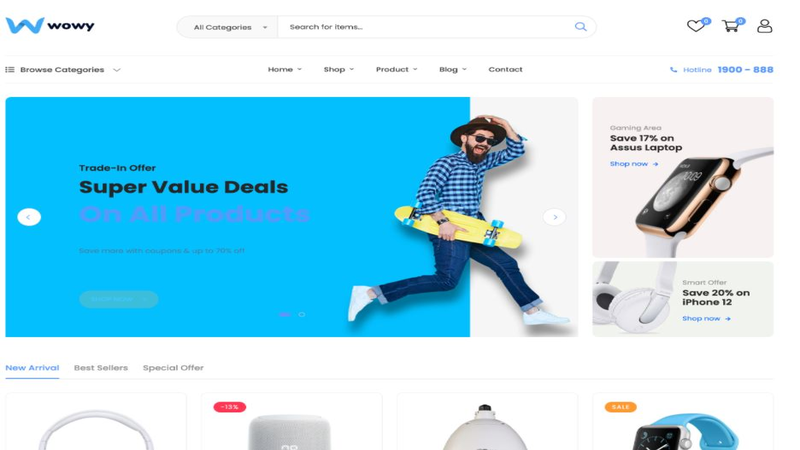 wowy
All Categories
Search for items...
0
0
Browse Categories
Home
Shop
Product
Blog
Contact
Hotline 1900 - 888
Trade-In Offer
Super Value Deals
On All Products
Save more with coupons & up to 70% off
Gaming Area
Save 17% on
Assus Laptop
Shop now
Smart Offer
Save 20% on
iPhone 12
Shop now
New Arrival
Best Sellers
Special Offer
-13%
SALE